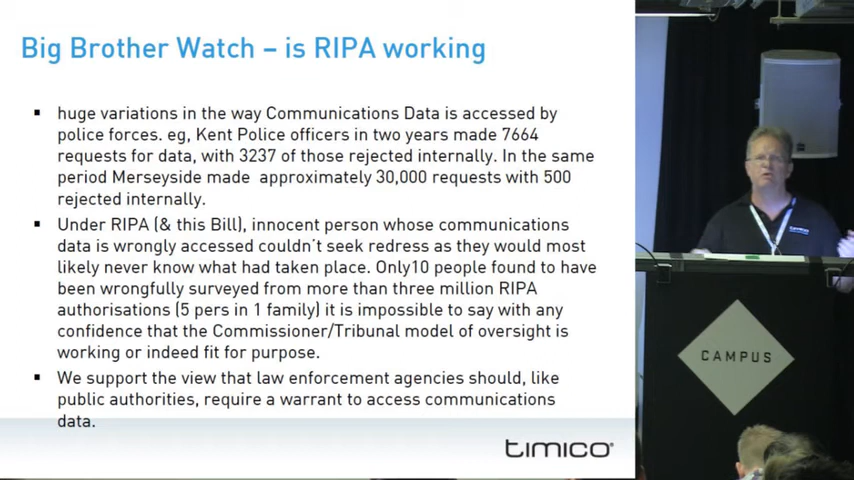 Big Brother Watch – is RIPA working
▪ huge variations in the way Communications Data is accessed by
police forces. eg, Kent Police officers in two years made 7664
requests for data, with 3237 of those rejected internally. In the same
period Merseyside made approximately 30,000 requests with 500
rejected internally.
▪ Under RIPA (& this Bill), innocent person whose communications
data is wrongly accessed couldn't seek redress as they would most
likely never know what had taken place. Only10 people found to have
been wrongfully surveyed from more than three million RIPA
authorisations (5 pers in 1 family) it is impossible to say with any
confidence that the Commissioner/Tribunal model of oversight is
working or indeed fit for purpose.
▪ We support the view that law enforcement agencies should, like
public authorities, require a warrant to access communications
data.
timico®
CAMPUS